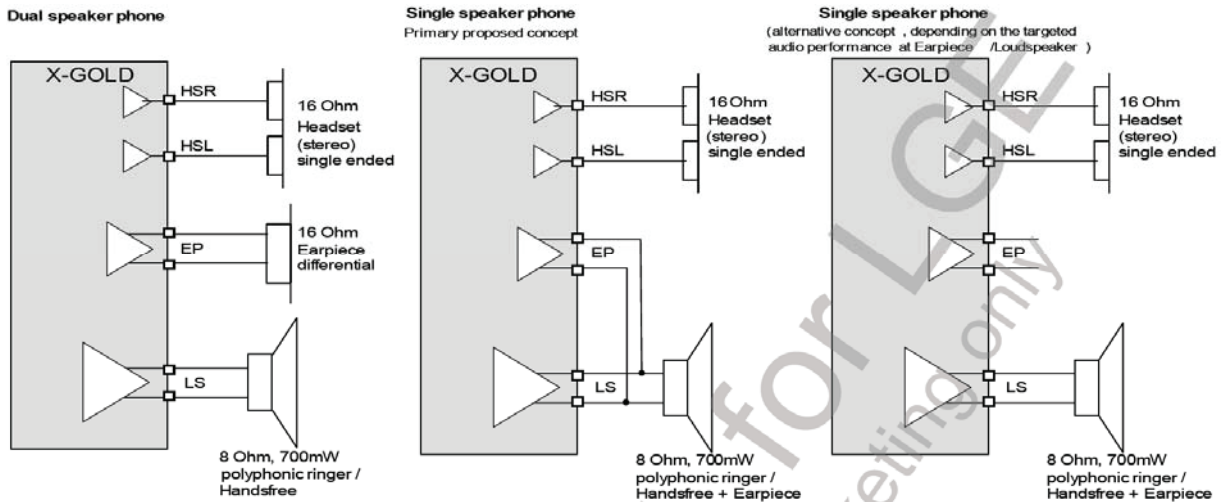 Dual speaker phone
X-GOLD
HSR
HSL
16 Ohm
Headset
(stereo)
single ended
EP
16 Ohm
Earpiece
differential
LS
8 Ohm, 700mW
polyphonic ringer /
Handsfree
Single speaker phone
Primary proposed concept
X-GOLD
HSR
HSL
16 Ohm
Headset
(stereo )
single ended
EP
LS
8 Ohm, 700mW
polyphonic ringer /
Handsfree + Earpiece
Single speaker phone
(alternative concept , depending on the targeted
audio performance at Earpiece /Loudspeaker )
X-GOLD
HSR
HSL
16 Ohm
Headset
(stereo)
single ended
EP
LS
8 Ohm, 700mW
polyphonic ringer /
Handsfree + Earpiece
for LGE
only